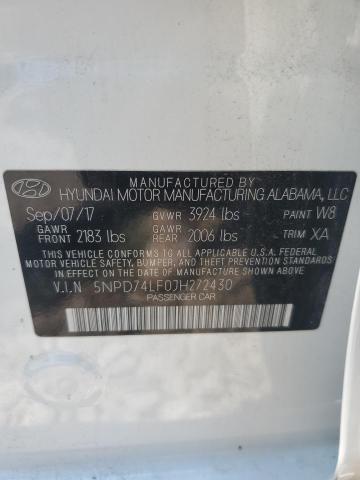 MANUFACTURED BY
HYUNDAI MOTOR MANUFACTURING ALABAMA, LLC
Sep/07/17 GVWR 3924 lbs PAINT W8
GAWR FRONT 2183 lbs GAWR REAR 2006 lbs TRIM XA
THIS VEHICLE CONFORMS TO ALL APPLICABLE U.S.A. FEDERAL
MOTOR VEHICLE SAFETY, BUMPER, AND THEFT PREVENTION
STANDARDS IN EFFECT ON THE DATE OF MANUFACTURE SHOWN ABOVE.
V.I.N 5NPD74LF0JH272430
PASSENGER CAR